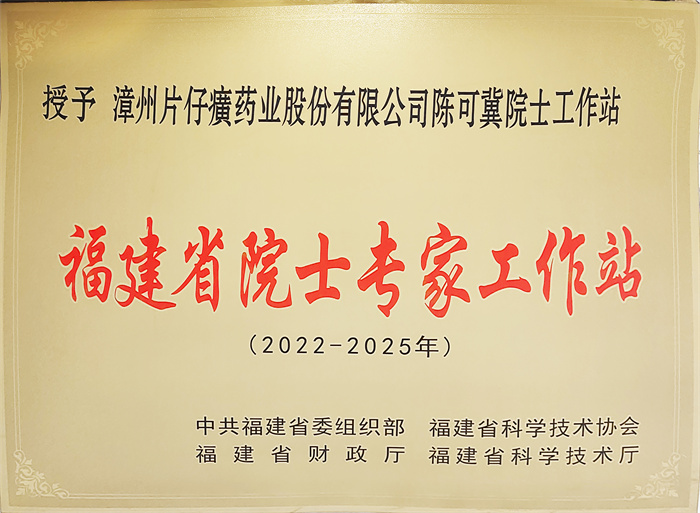 授予 漳州片仔癀药业股份有限公司陈可冀院士工作站
福建省院士专家工作站
(2022-2025年)
中共福建省委组织部 福建省科学技术协会
福建省财政厅 福建省科学技术厅